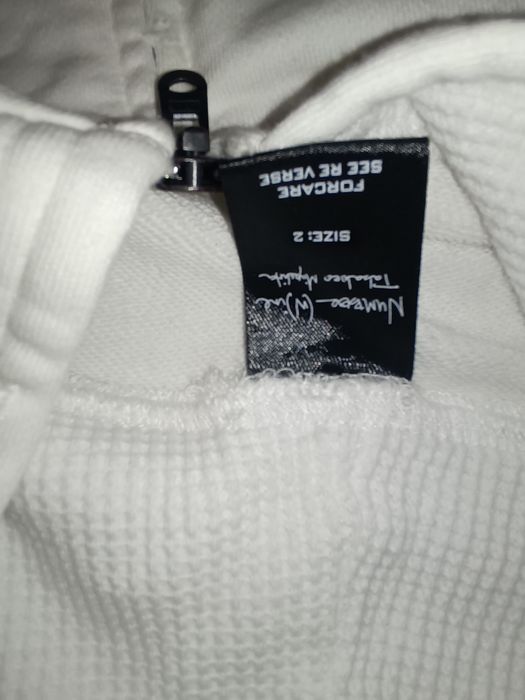 NUMBER (N)ine
Takahiro Miyashita
SIZE: 2
FORCARE
SEE RE VERSE